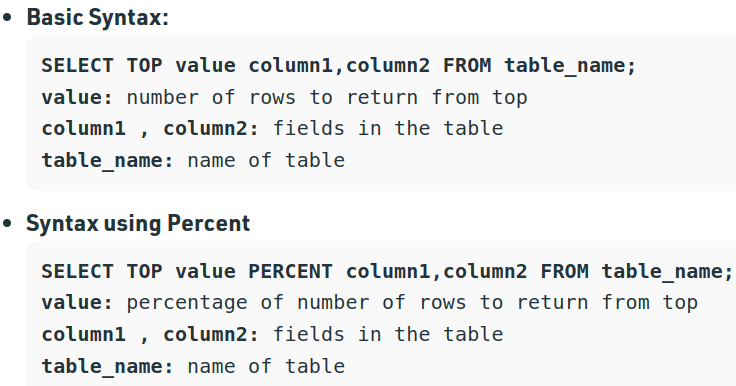 Basic Syntax:
SELECT TOP value column1,column2 FROM table_name;
value: number of rows to return from top
column1 , column2: fields in the table
table_name: name of table
Syntax using Percent
SELECT TOP value PERCENT column1,column2 FROM table_name;
value: percentage of number of rows to return from top
column1 , column2: fields in the table
table_name: name of table